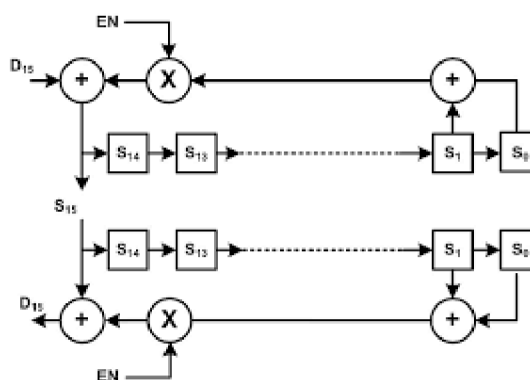 EN
D₁₅
+
X
+
S₁₄
S₁₃
S₁
S₀
S₁₅
S₁₄
S₁₃
S₁
S₀
D₁₅
+
X
+
EN